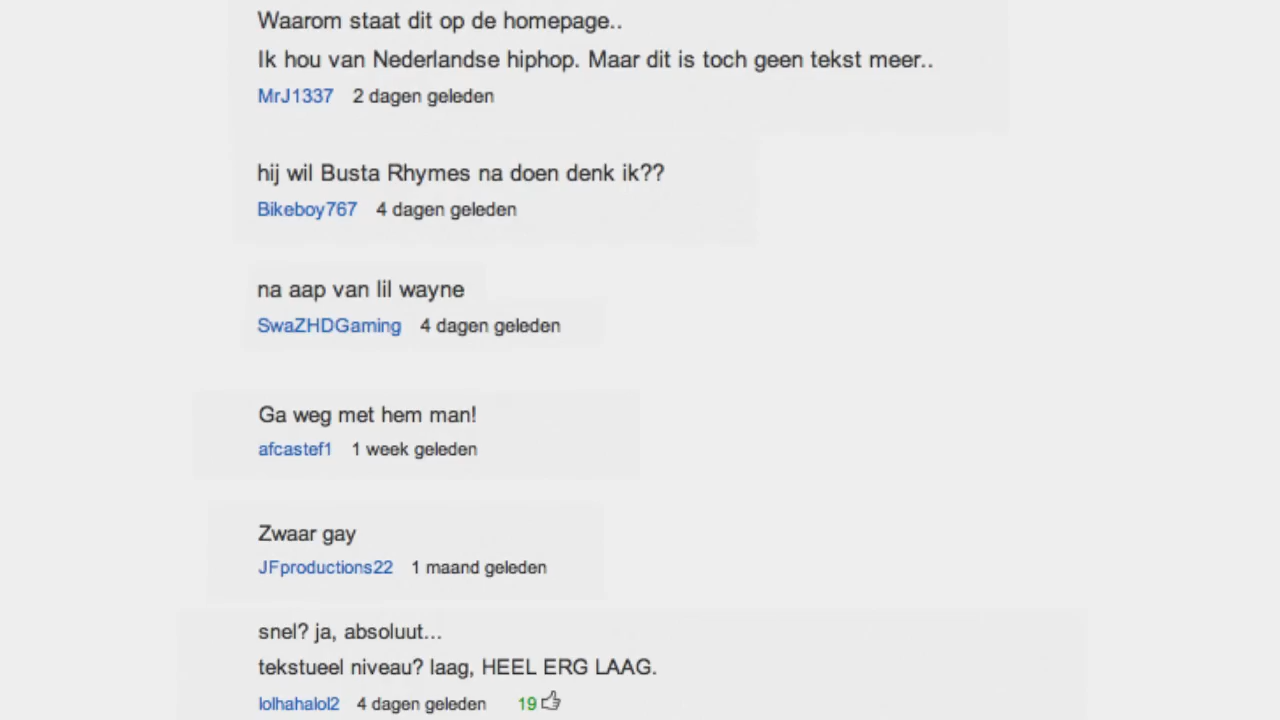 Waarom staat dit op de homepage..
Ik hou van Nederlandse hiphop. Maar dit is toch geen tekst meer..
MrJ1337 2 dagen geleden
hij wil Busta Rhymes na doen denk ik??
Bikeboy767 4 dagen geleden
na aap van lil wayne
SwaZHDGaming 4 dagen geleden
Ga weg met hem man!
afcastef1 1 week geleden
Zwaar gay
JFproductions22 1 maand geleden
snel? ja, absoluut...
tekstueel niveau? laag, HEEL ERG LAAG.
lolhahalol2 4 dagen geleden 19